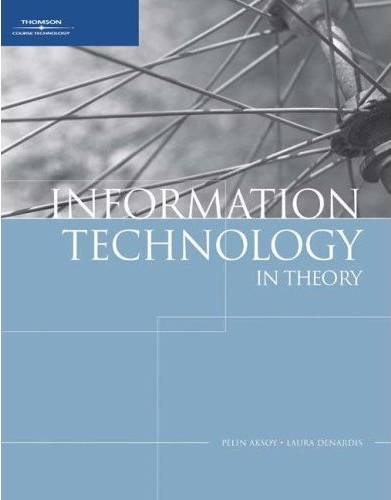 THOMSON
COURSE TECHNOLOGY
INFORMATION
TECHNOLOGY
IN THEORY
PELIN AKSOY • LAURA DENARDIS